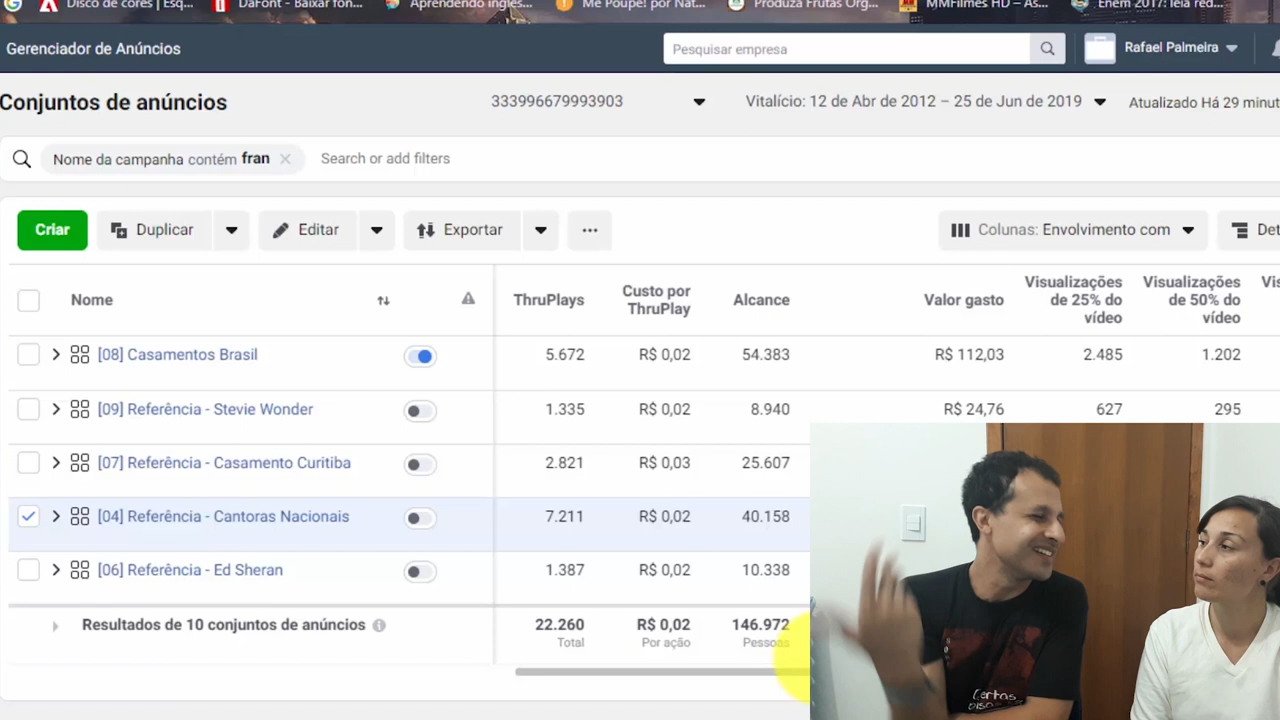 Disco de cores | Esq... DaFont - Baixar fon... Aprendendo inglês... Me Poupe! por Nat... Produza Frutas Org... MMFilmes HD – As... Enem 2017: leia red...
Gerenciador de Anúncios Pesquisar empresa Rafael Palmeira
Conjuntos de anúncios 333996679993903 Vitalício: 12 de Abr de 2012 – 25 de Jun de 2019 Atualizado Há 29 minut
Nome da campanha contém fran Search or add filters
Criar Duplicar Editar Exportar ... Colunas: Envolvimento com Det
Nome ThruPlays Custo por ThruPlay Alcance Valor gasto Visualizações de 25% do vídeo Visualizações de 50% do vídeo Vis
[08] Casamentos Brasil 5.672 R$ 0,02 54.383 R$ 112,03 2.485 1.202
[09] Referência - Stevie Wonder 1.335 R$ 0,02 8.940 R$ 24,76 627 295
[07] Referência - Casamento Curitiba 2.821 R$ 0,03 25.607
[04] Referência - Cantoras Nacionais 7.211 R$ 0,02 40.158
[06] Referência - Ed Sheran 1.387 R$ 0,02 10.338
Resultados de 10 conjuntos de anúncios 22.260 R$ 0,02 146.972
Total Por ação Pessoas